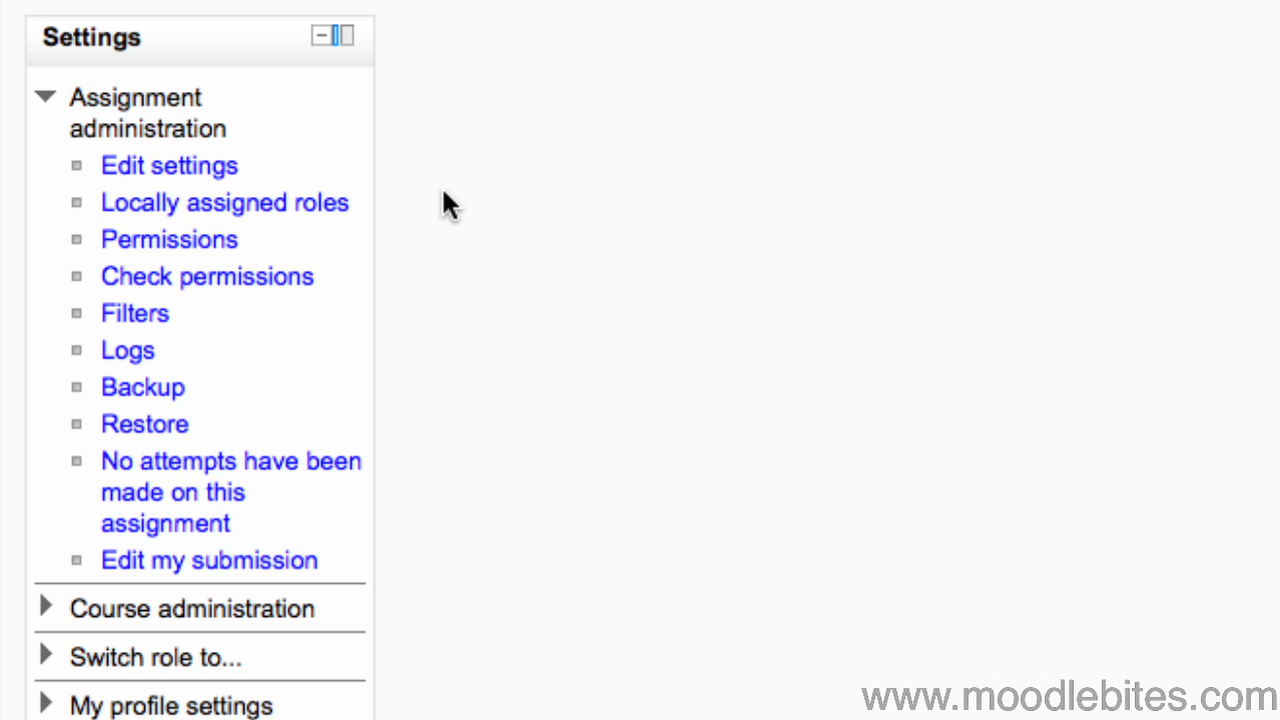 Settings
Assignment
administration
Edit settings
Locally assigned roles
Permissions
Check permissions
Filters
Logs
Backup
Restore
No attempts have been
made on this
assignment
Edit my submission
Course administration
Switch role to...
My profile settings
www.moodlebites.com